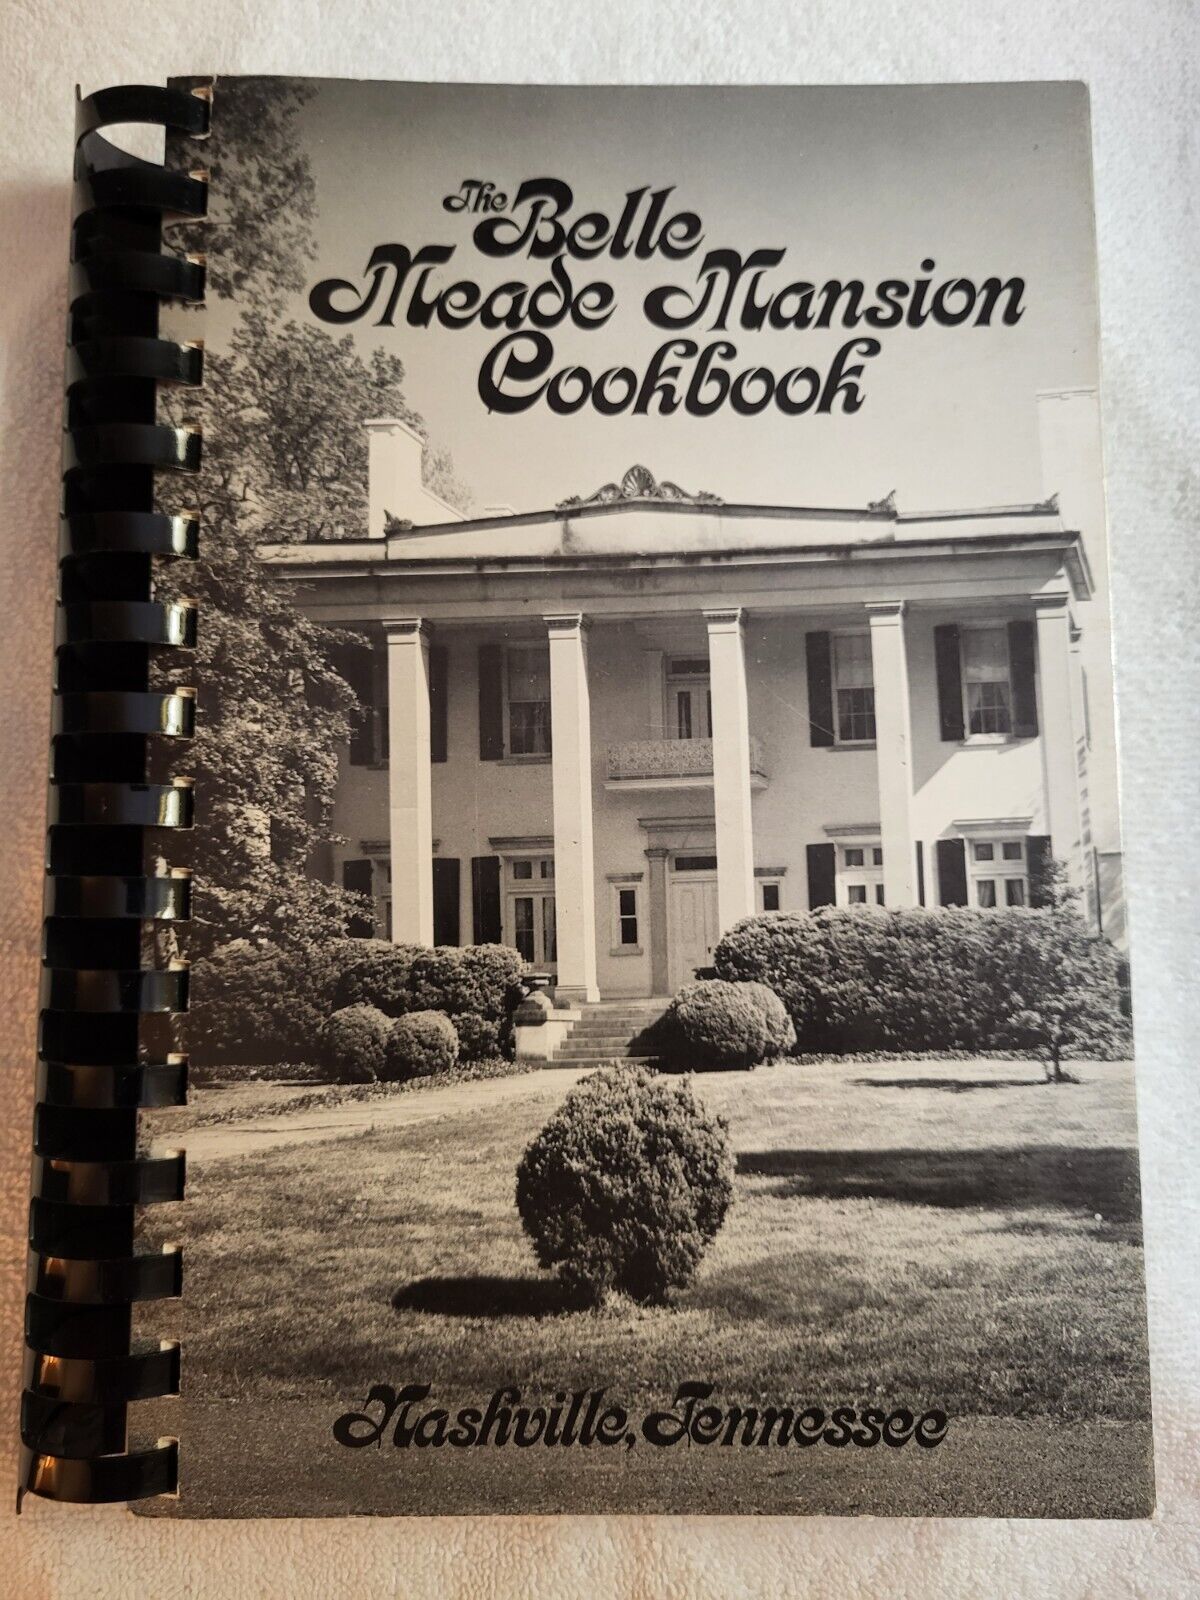 The Belle
Meade Mansion
Cookbook
Nashville, Tennessee